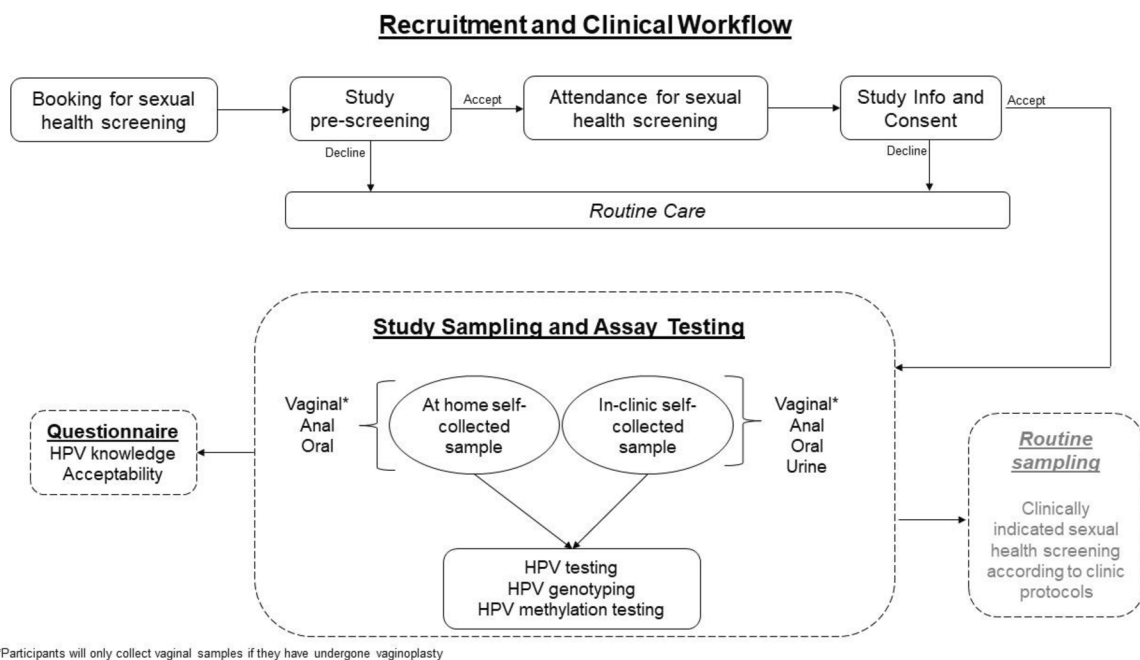 Recruitment and Clinical Workflow
Booking for sexual
health screening
Study
pre-screening
Accept
Attendance for sexual
health screening
Study Info and
Consent
Accept
Decline
Decline
Routine Care
Study Sampling and Assay Testing
Vaginal*
Anal
Oral
At home self-
collected
sample
In-clinic self-
collected
sample
Vaginal*
Anal
Oral
Urine
Questionnaire
HPV knowledge
Acceptability
Routine
sampling
Clinically
indicated sexual
health screening
according to clinic
protocols
HPV testing
HPV genotyping
HPV methylation testing
*Participants will only collect vaginal samples if they have undergone vaginoplasty